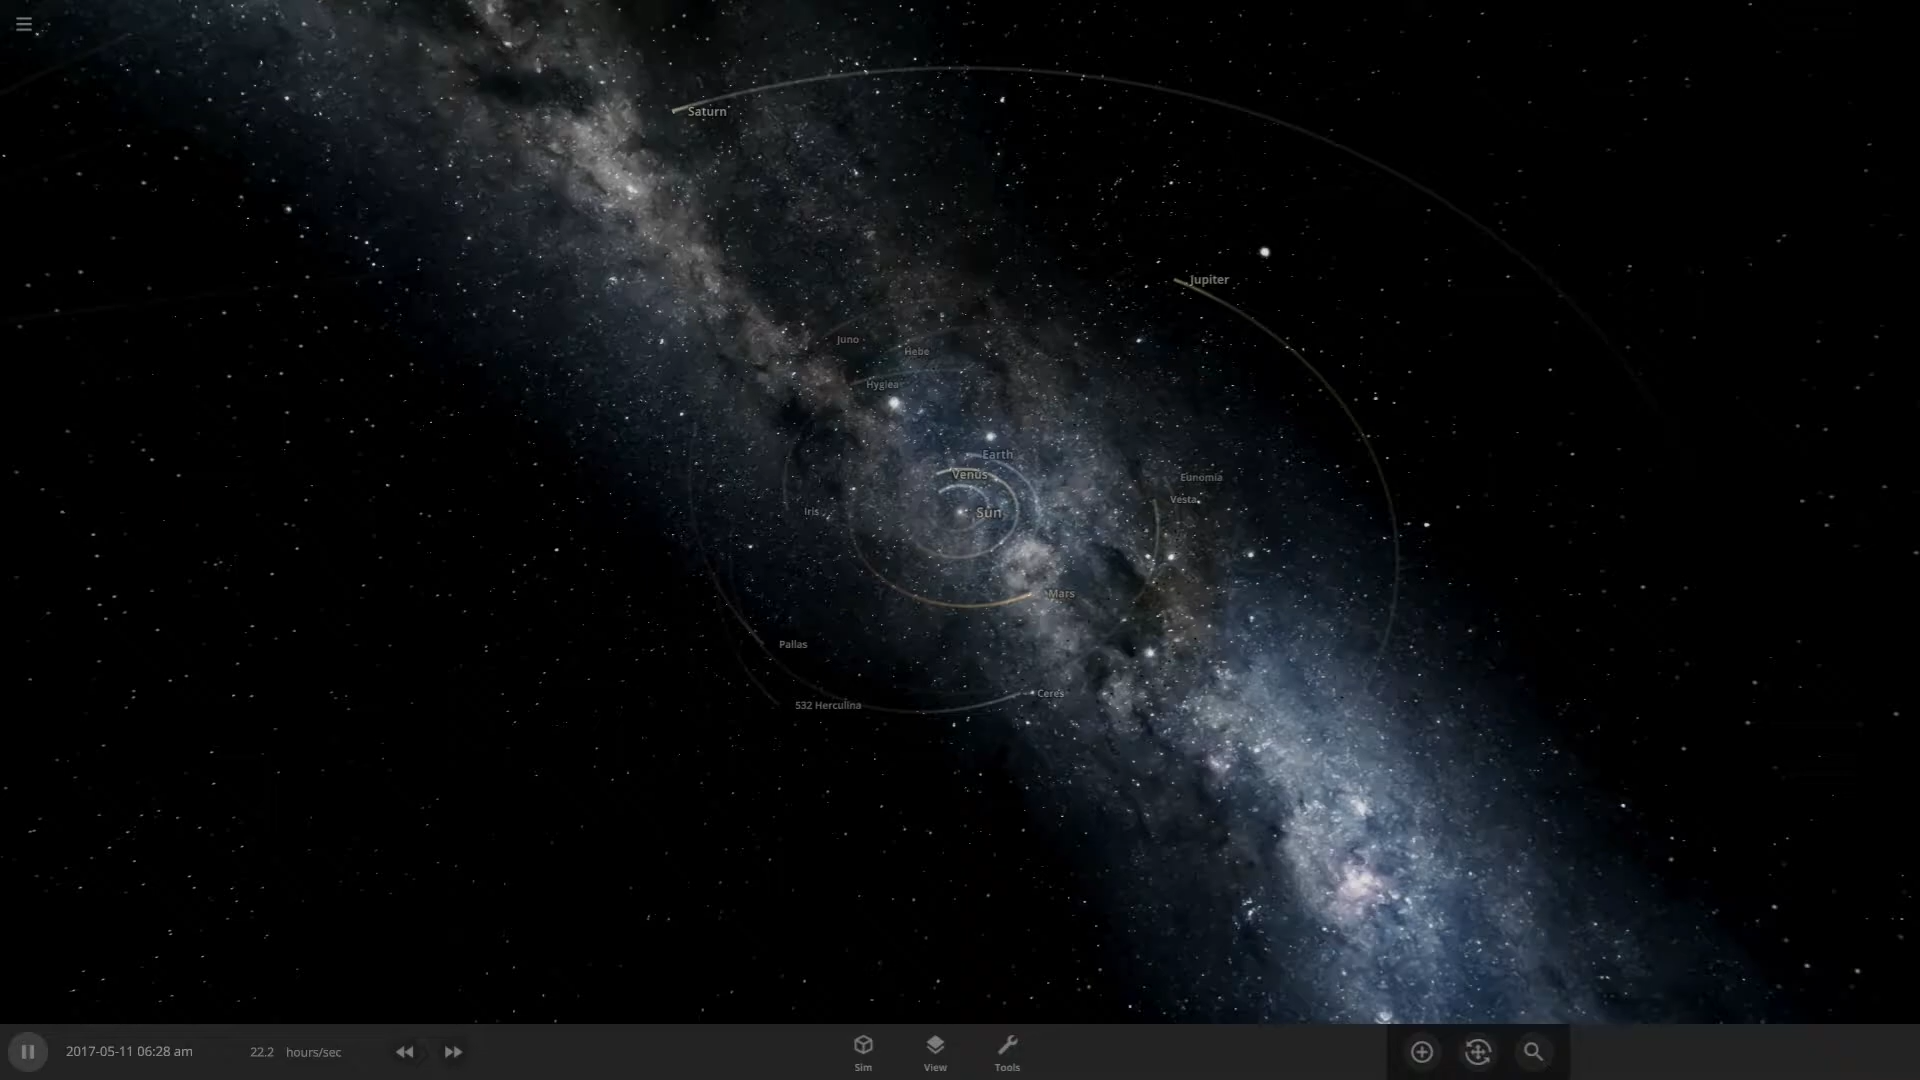 Saturn
Jupiter
Juno
Hebe
Hygiea
Earth
Venus
Eunomia
Vesta
Iris
Sun
Mars
Pallas
Ceres
532 Herculina
2017-05-11 06:28 am
22.2 hours/sec
Sim
View
Tools